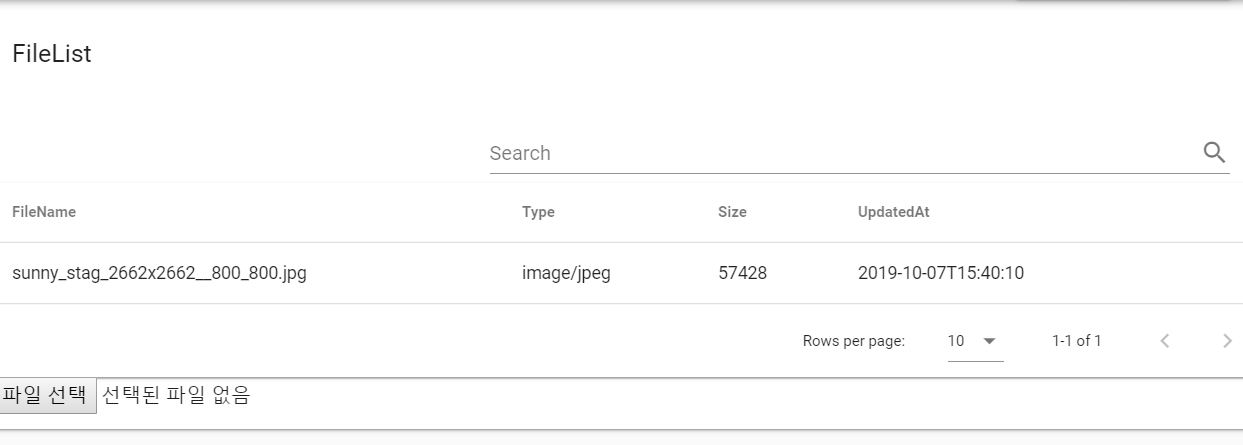 FileList
Search
FileName Type Size UpdatedAt
sunny_stag_2662x2662__800_800.jpg image/jpeg 57428 2019-10-07T15:40:10
Rows per page: 10 1-1 of 1
파일 선택 선택된 파일 없음